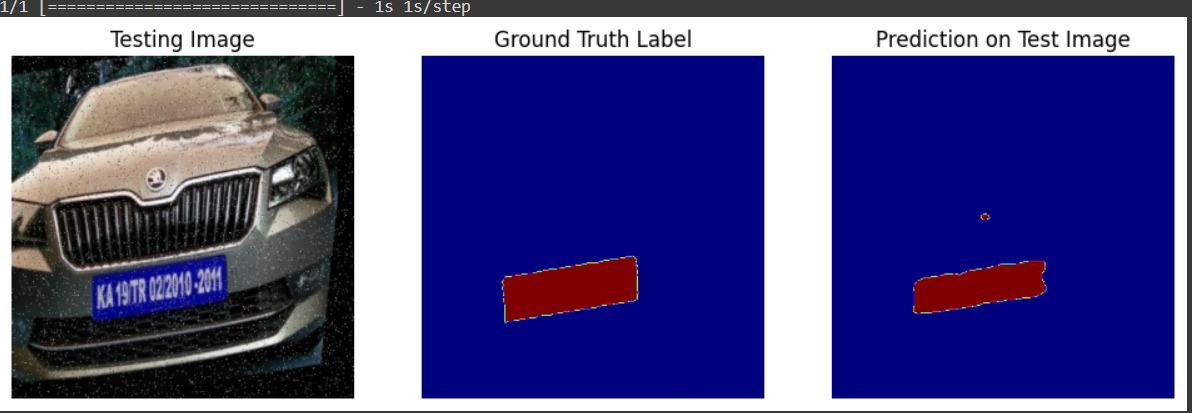 1/1 [==============================] - 1s 1s/step
Testing Image
Ground Truth Label
Prediction on Test Image
KA 19/TR 02/2010 -2011